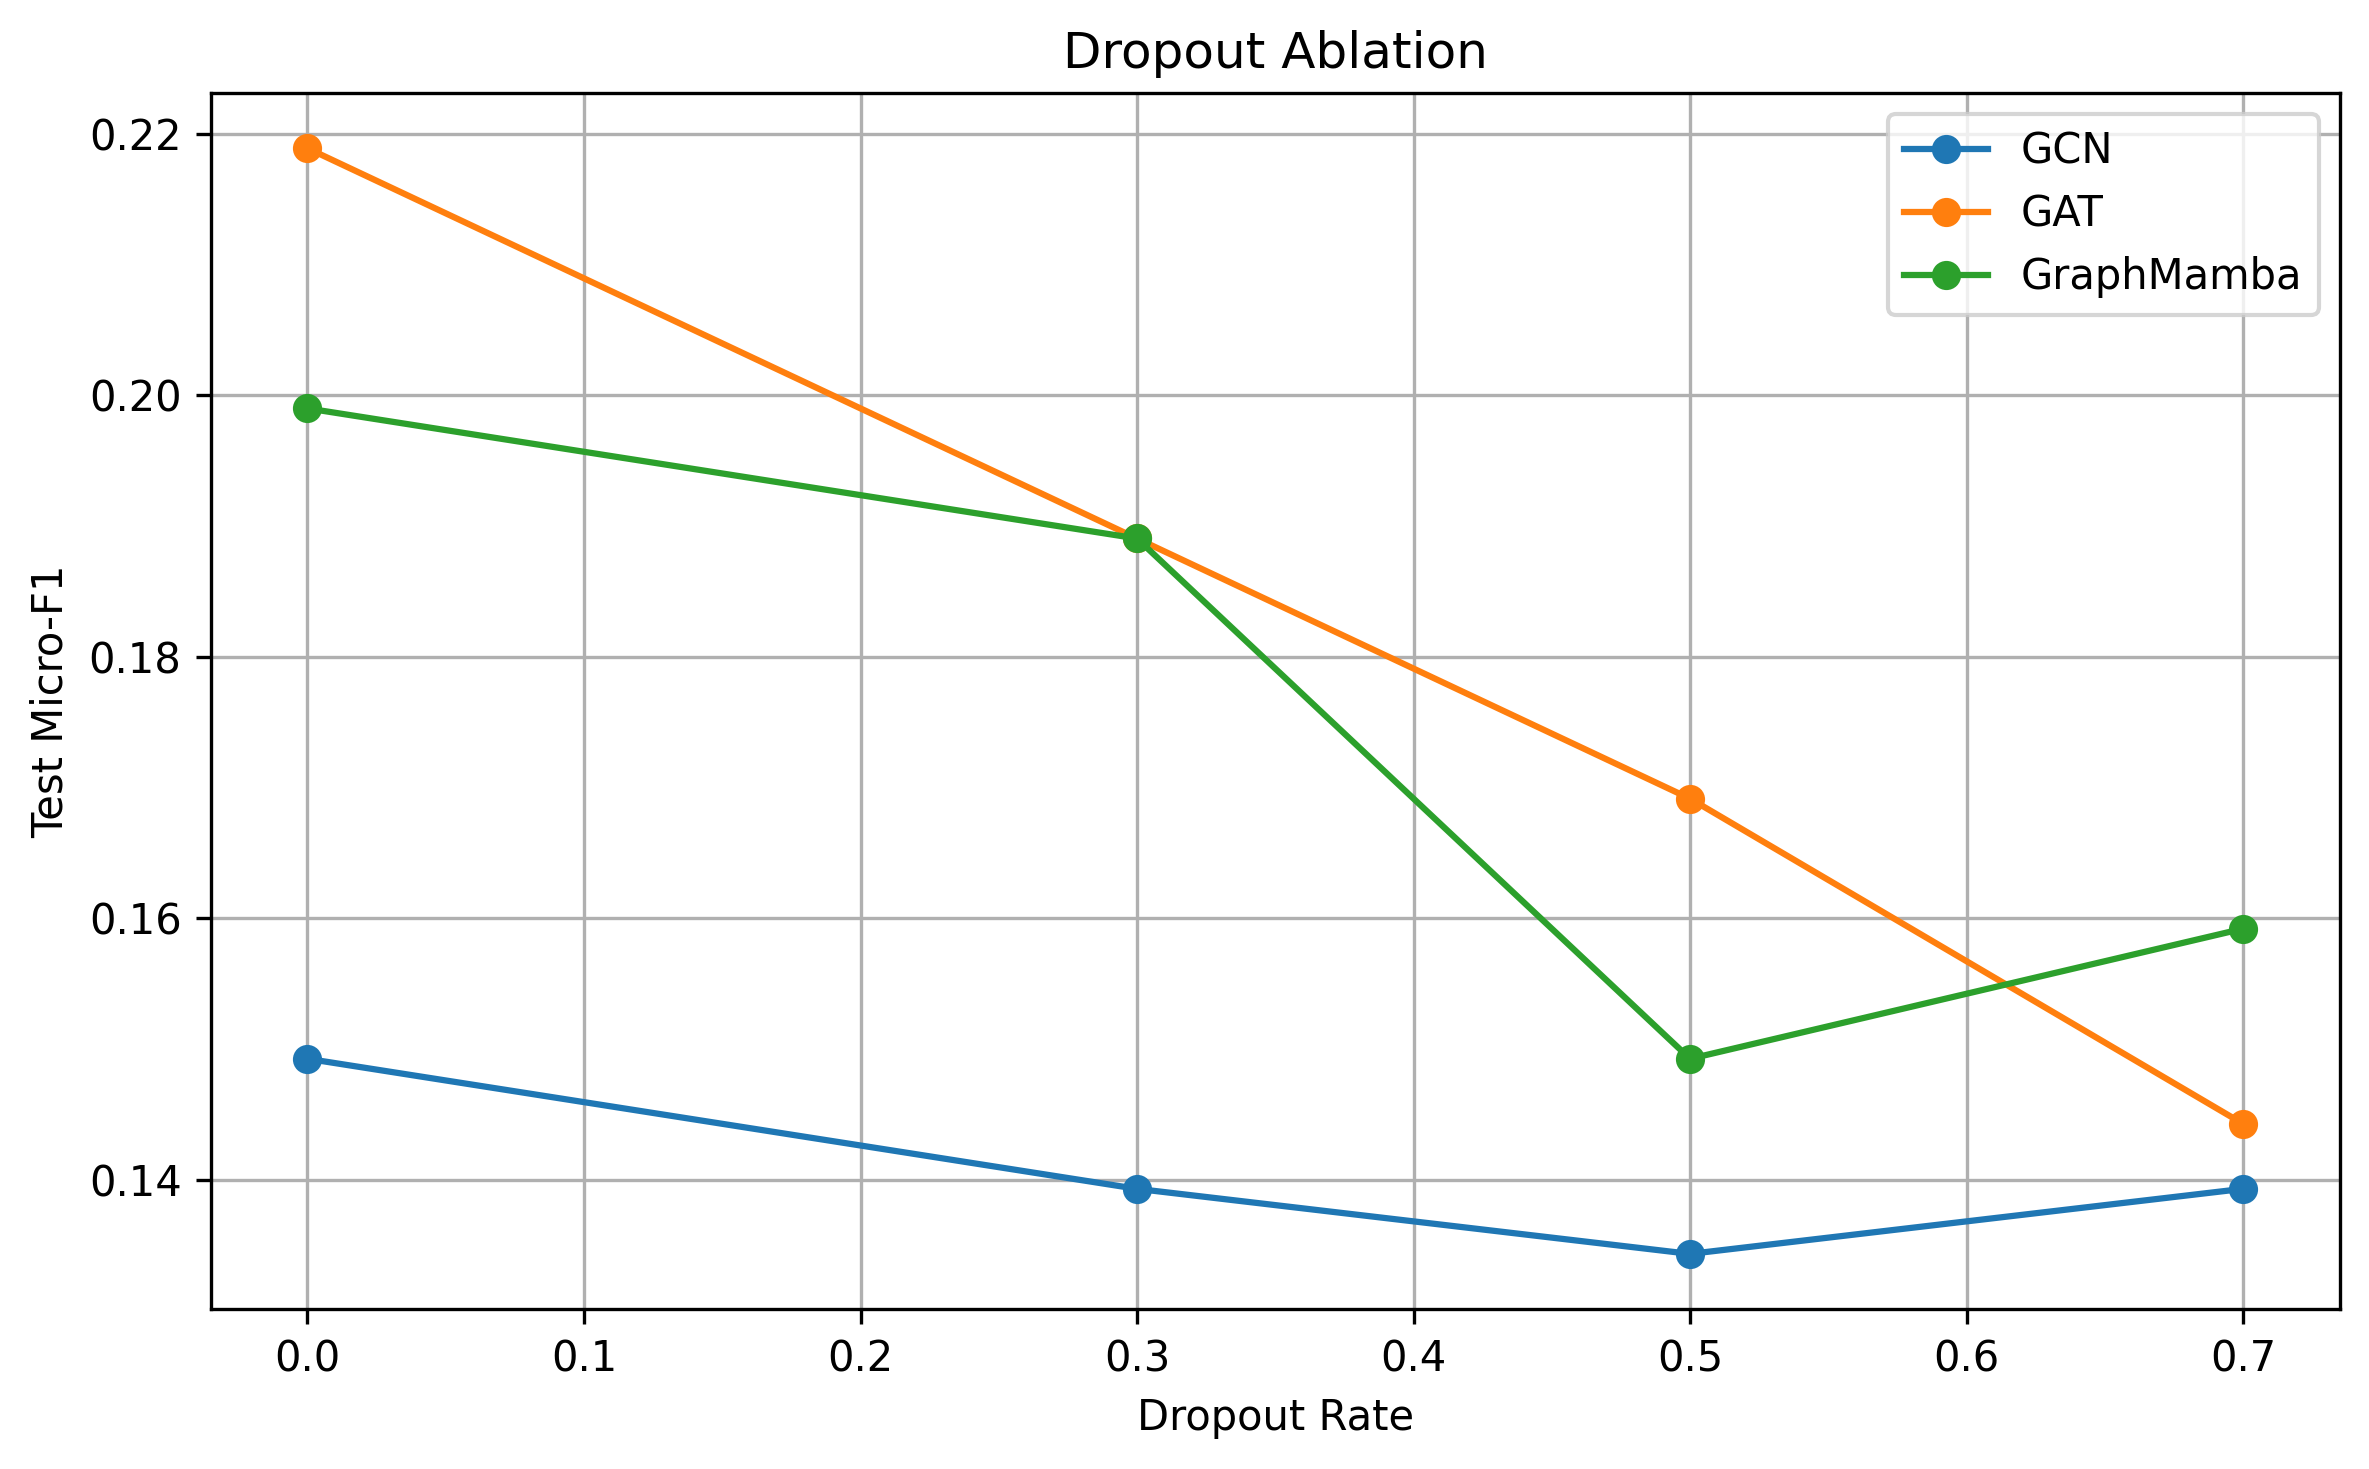 Dropout Ablation
0.22
0.20
0.18
0.16
0.14
Test Micro-F1
GCN
GAT
GraphMamba
0.0 0.1 0.2 0.3 0.4 0.5 0.6 0.7
Dropout Rate